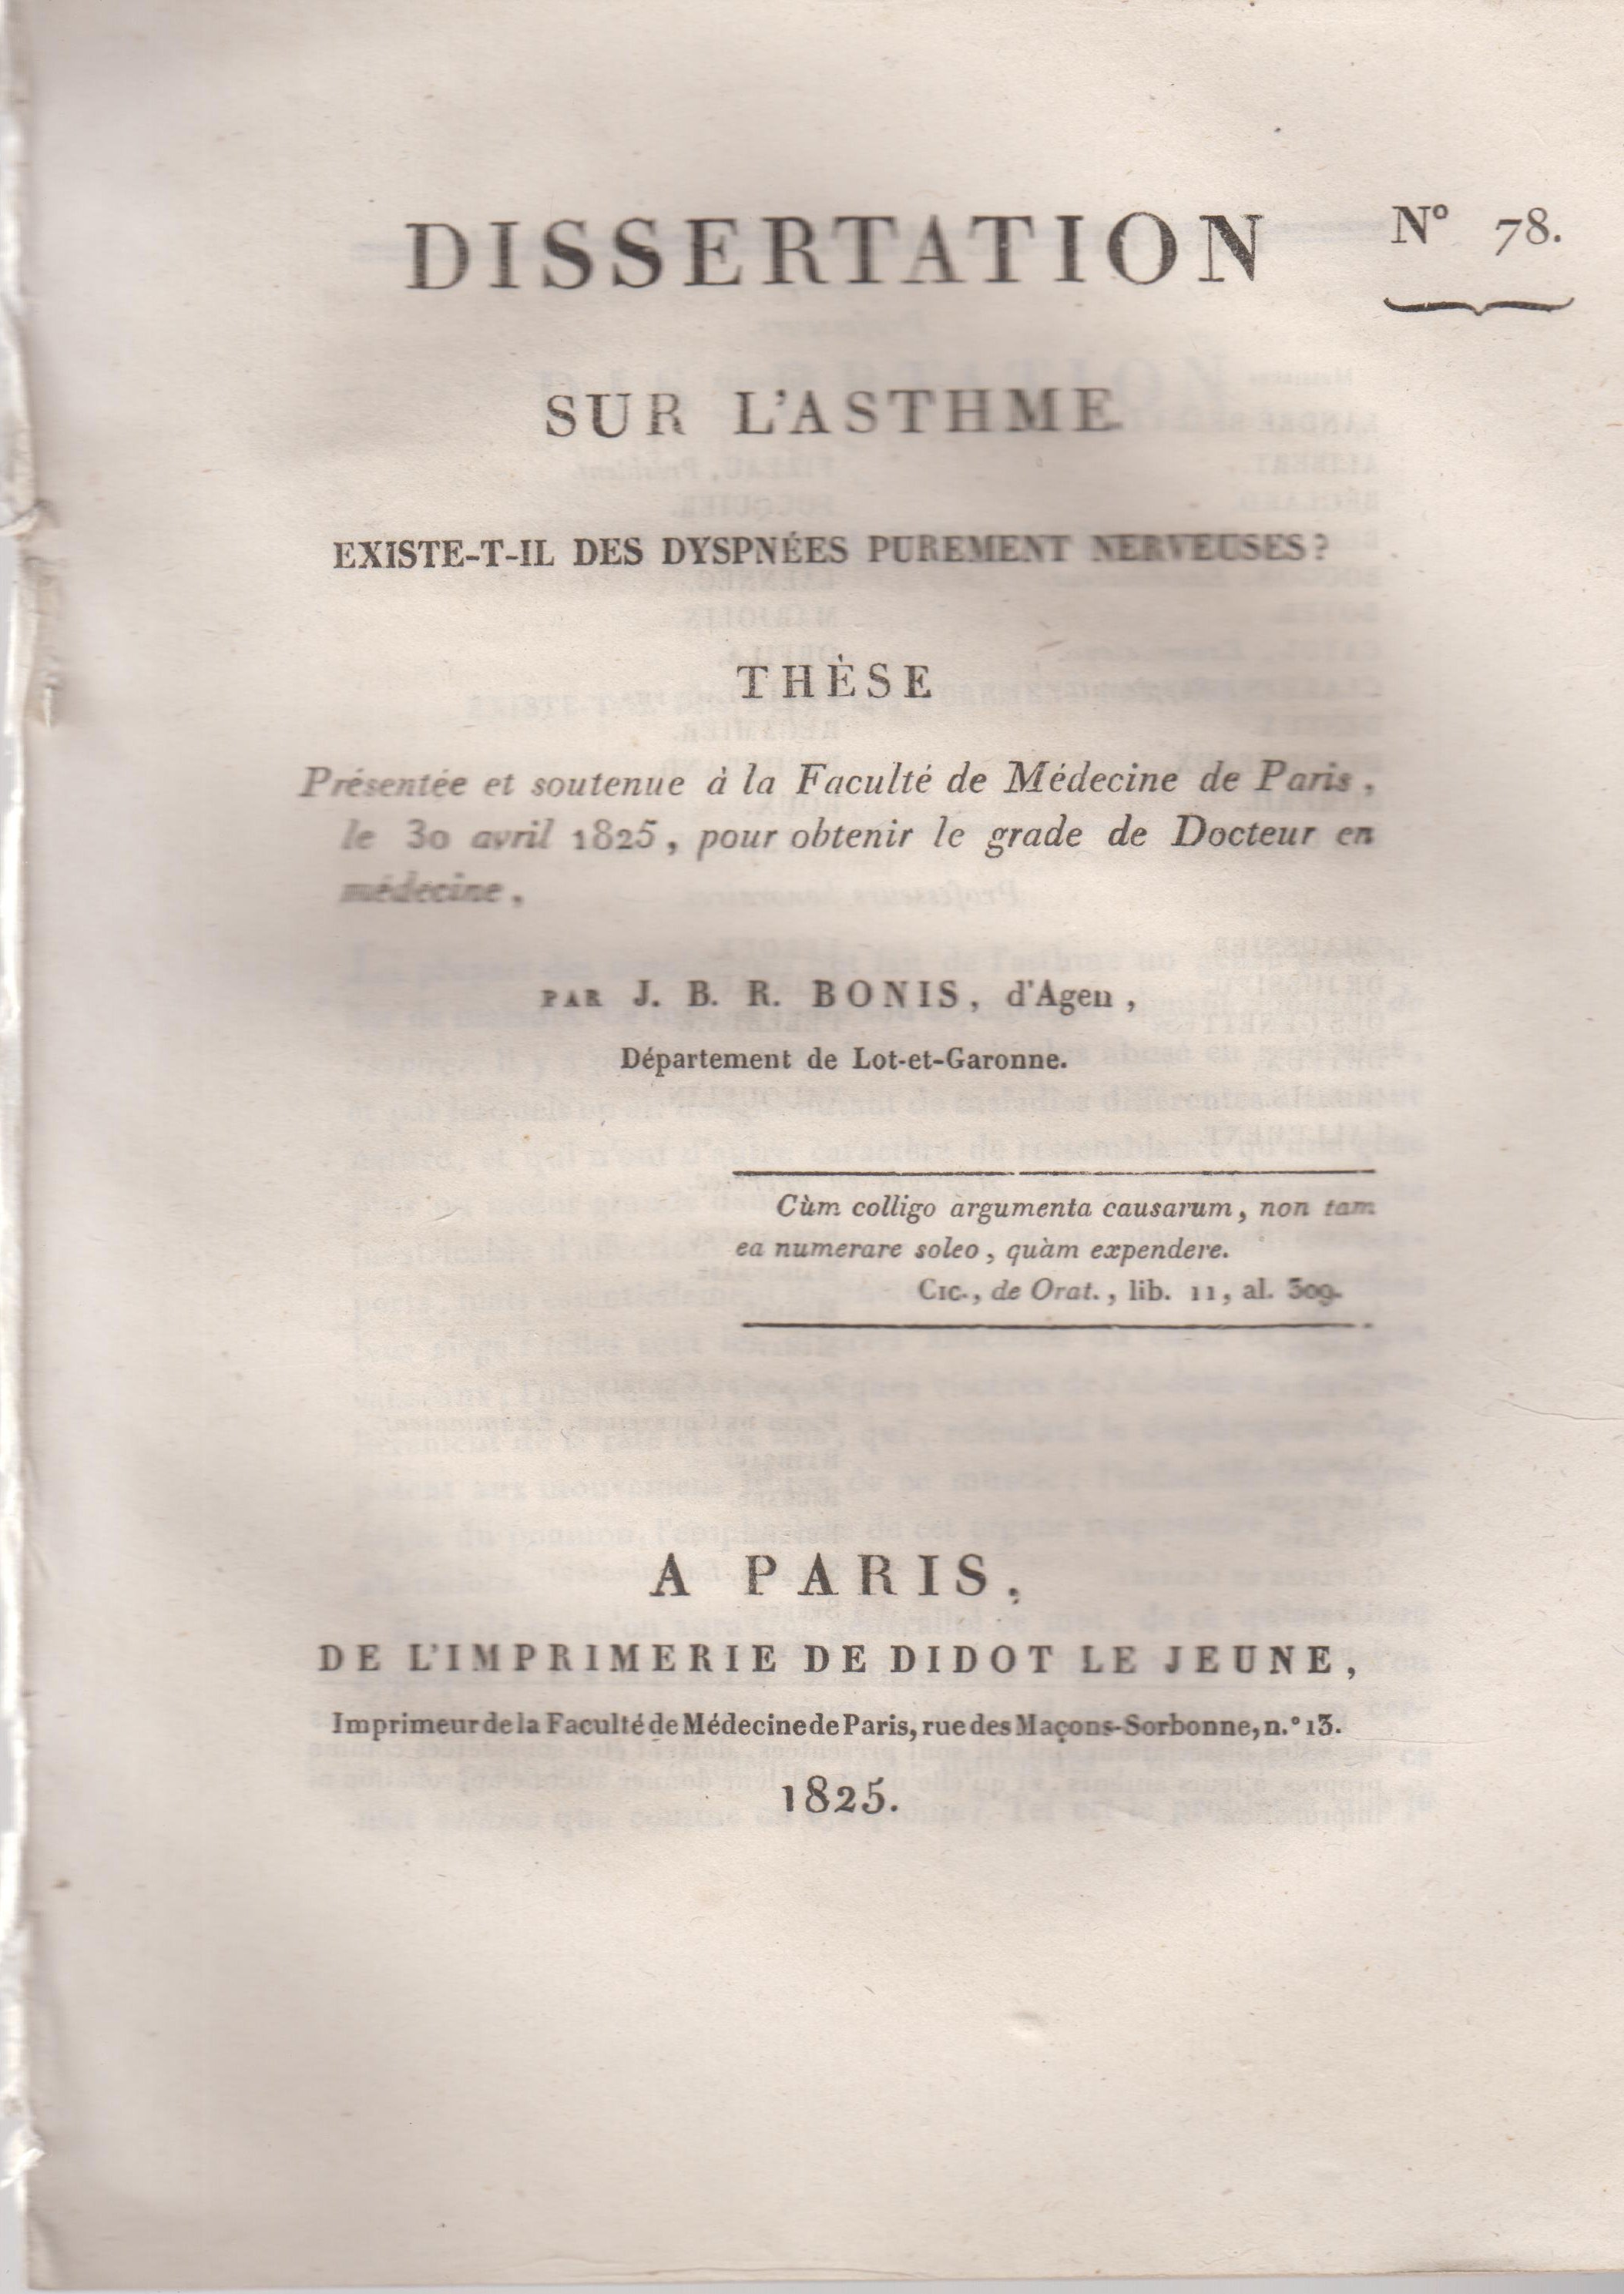 DISSERTATION
N° 78.
SUR L'ASTHME.
EXISTE-T-IL DES DYSPNÉES PUREMENT NERVEUSES?
THÈSE
Présentée et soutenue à la Faculté de Médecine de Paris,
le 30 avril 1825, pour obtenir le grade de Docteur en
médecine,
PAR J. B. R. BONIS, d'Agen,
Département de Lot-et-Garonne.
Cùm colligo argumenta causarum, non tam
ea numerare soleo, quàm expendere.
CIC., de Orat., lib. 11, al. 309.
A PARIS,
DE L'IMPRIMERIE DE DIDOT LE JEUNE,
Imprimeur de la Faculté de Médecine de Paris, rue des Maçons-Sorbonne, n.° 13.
1825.